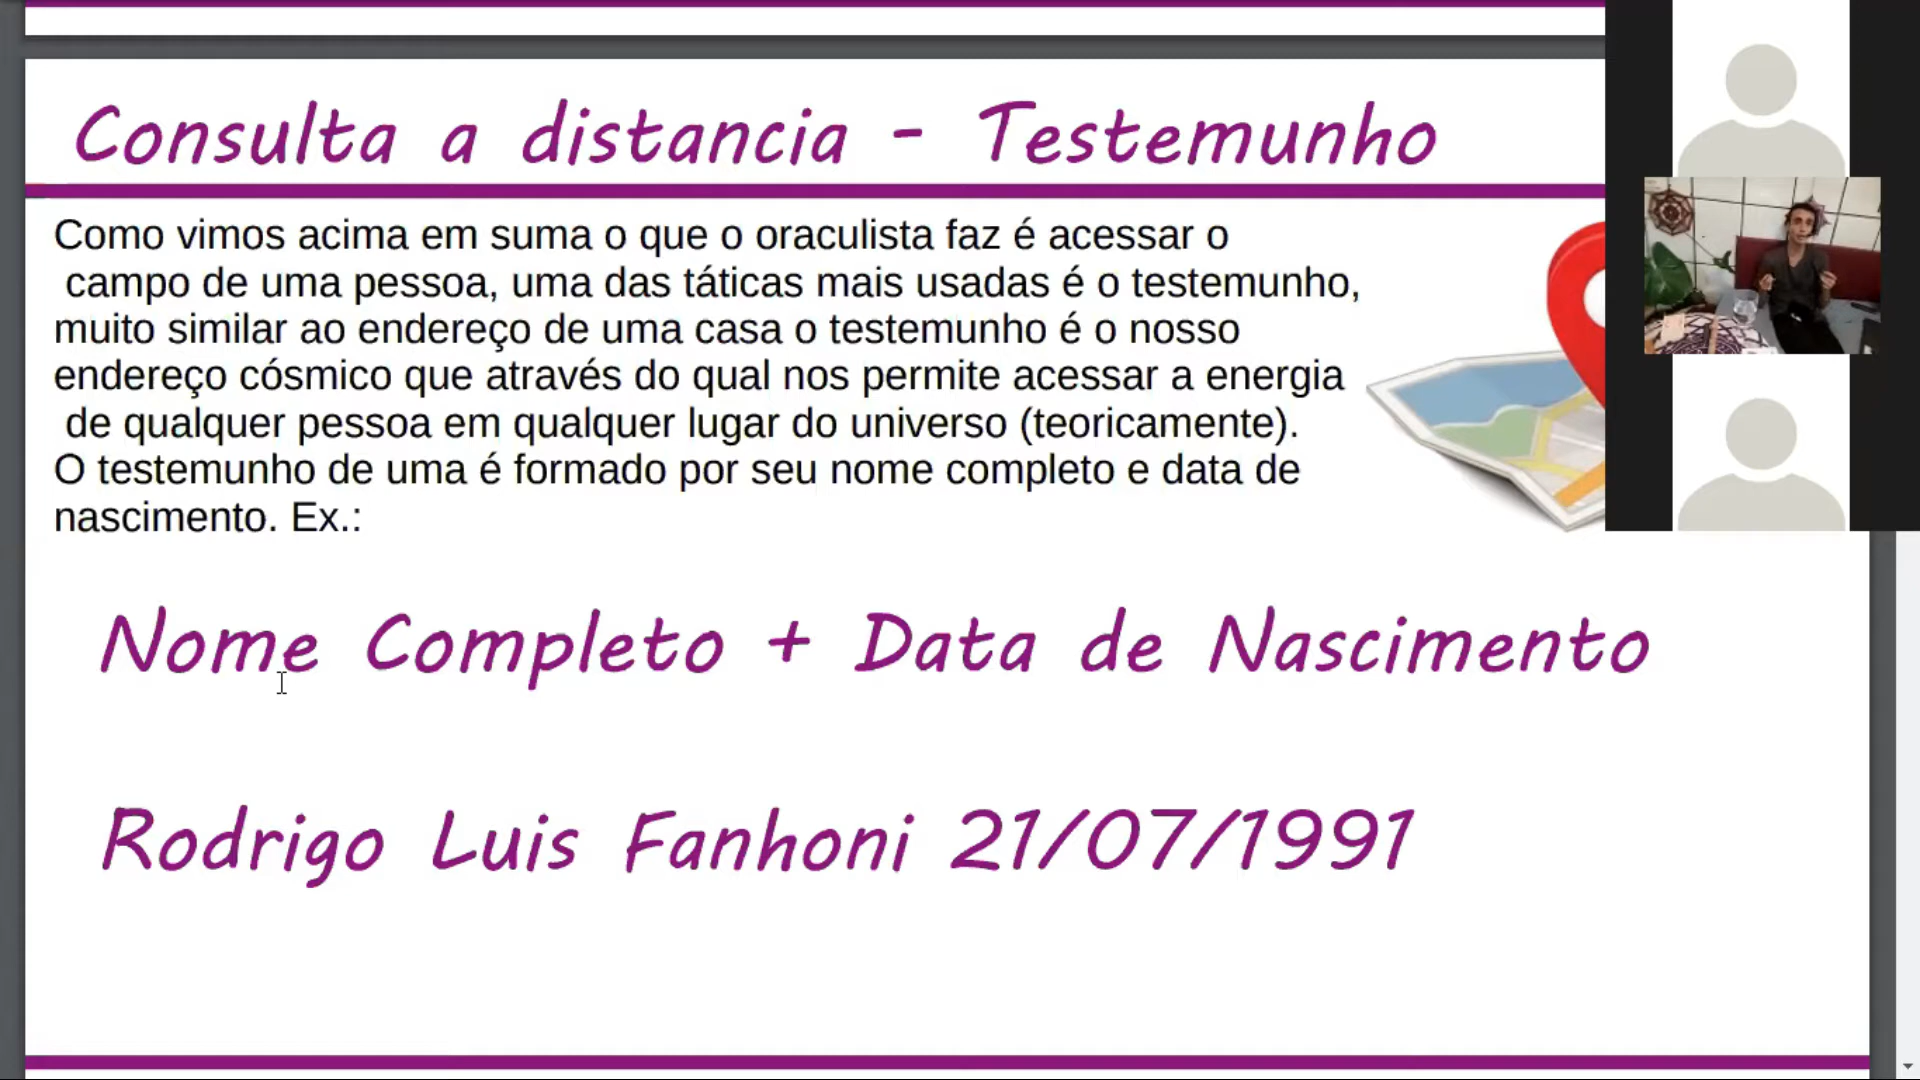 Consulta a distancia - Testemunho
Como vimos acima em suma o que o oraculista faz é acessar o
campo de uma pessoa, uma das táticas mais usadas é o testemunho,
muito similar ao endereço de uma casa o testemunho é o nosso
endereço cósmico que através do qual nos permite acessar a energia
de qualquer pessoa em qualquer lugar do universo (teoricamente).
O testemunho de uma é formado por seu nome completo e data de
nascimento. Ex.:
Nome Completo + Data de Nascimento
Rodrigo Luis Fanhoni 21/07/1991